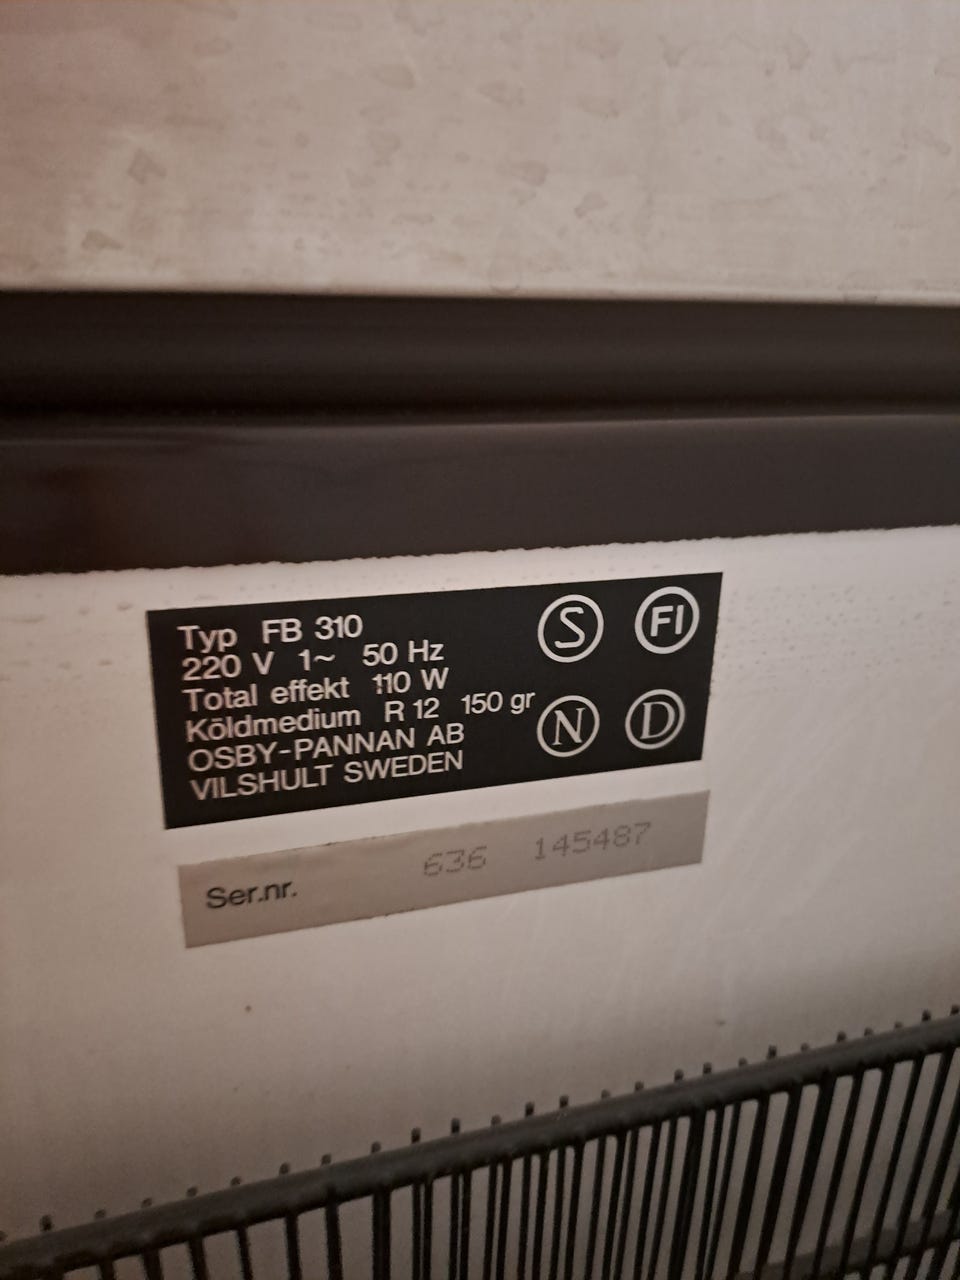 Typ FB 310
220 V 1~ 50 Hz
Total effekt 110 W
Köldmedium R 12 150 gr
OSBY-PANNAN AB
VILSHULT SWEDEN
S FI
N D
Ser.nr. 636 145487